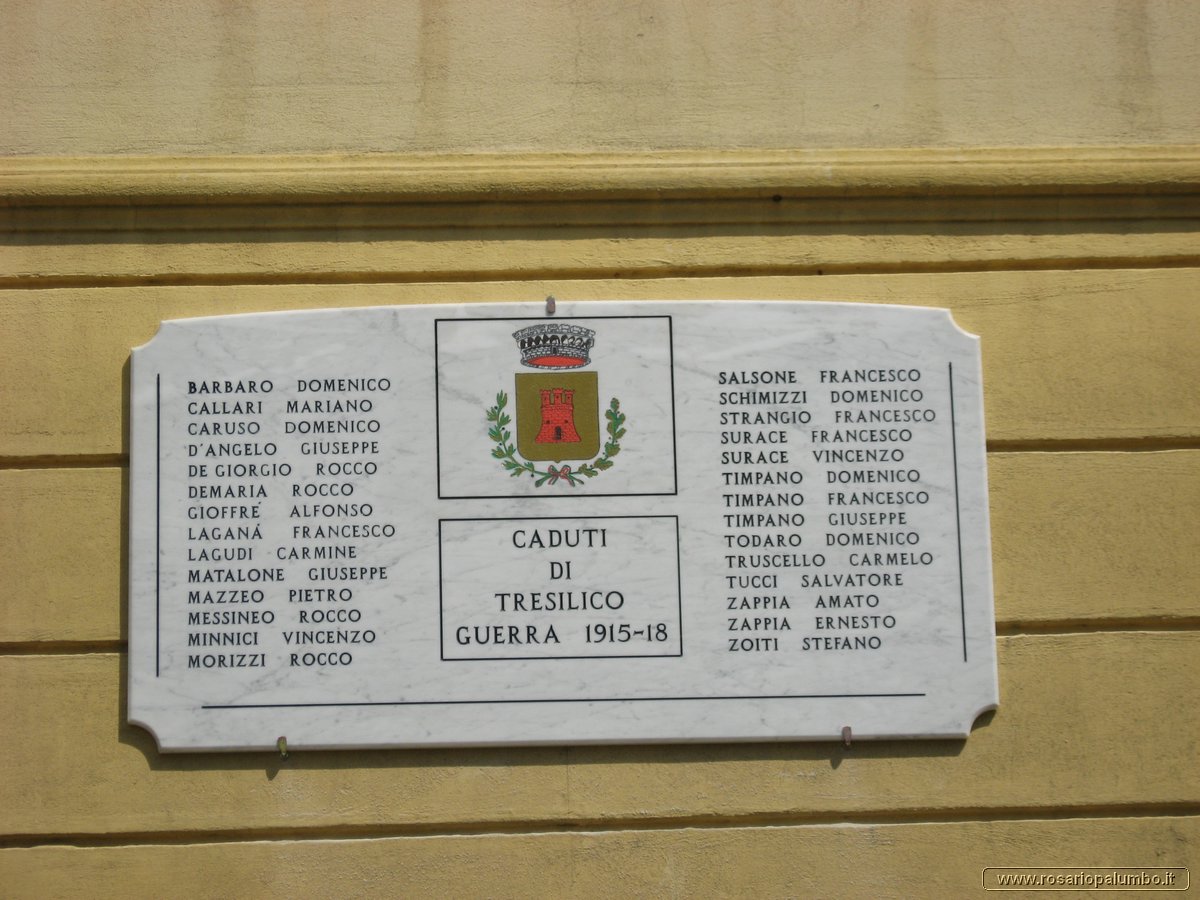 BARBARO DOMENICO
CALLARI MARIANO
CARUSO DOMENICO
D'ANGELO GIUSEPPE
DE GIORGIO ROCCO
DEMARIA ROCCO
GIOFFRÉ ALFONSO
LAGANÁ FRANCESCO
LAGUDI CARMINE
MATALONE GIUSEPPE
MAZZEO PIETRO
MESSINEO ROCCO
MINNICI VINCENZO
MORIZZI ROCCO
CADUTI
DI
TRESILICO
GUERRA 1915-18
SALSONE FRANCESCO
SCHIMIZZI DOMENICO
STRANGIO FRANCESCO
SURACE FRANCESCO
SURACE VINCENZO
TIMPANO DOMENICO
TIMPANO FRANCESCO
TIMPANO GIUSEPPE
TODARO DOMENICO
TRUSCELLO CARMELO
TUCCI SALVATORE
ZAPPIA AMATO
ZAPPIA ERNESTO
ZOITI STEFANO
www.rosariopalumbo.it